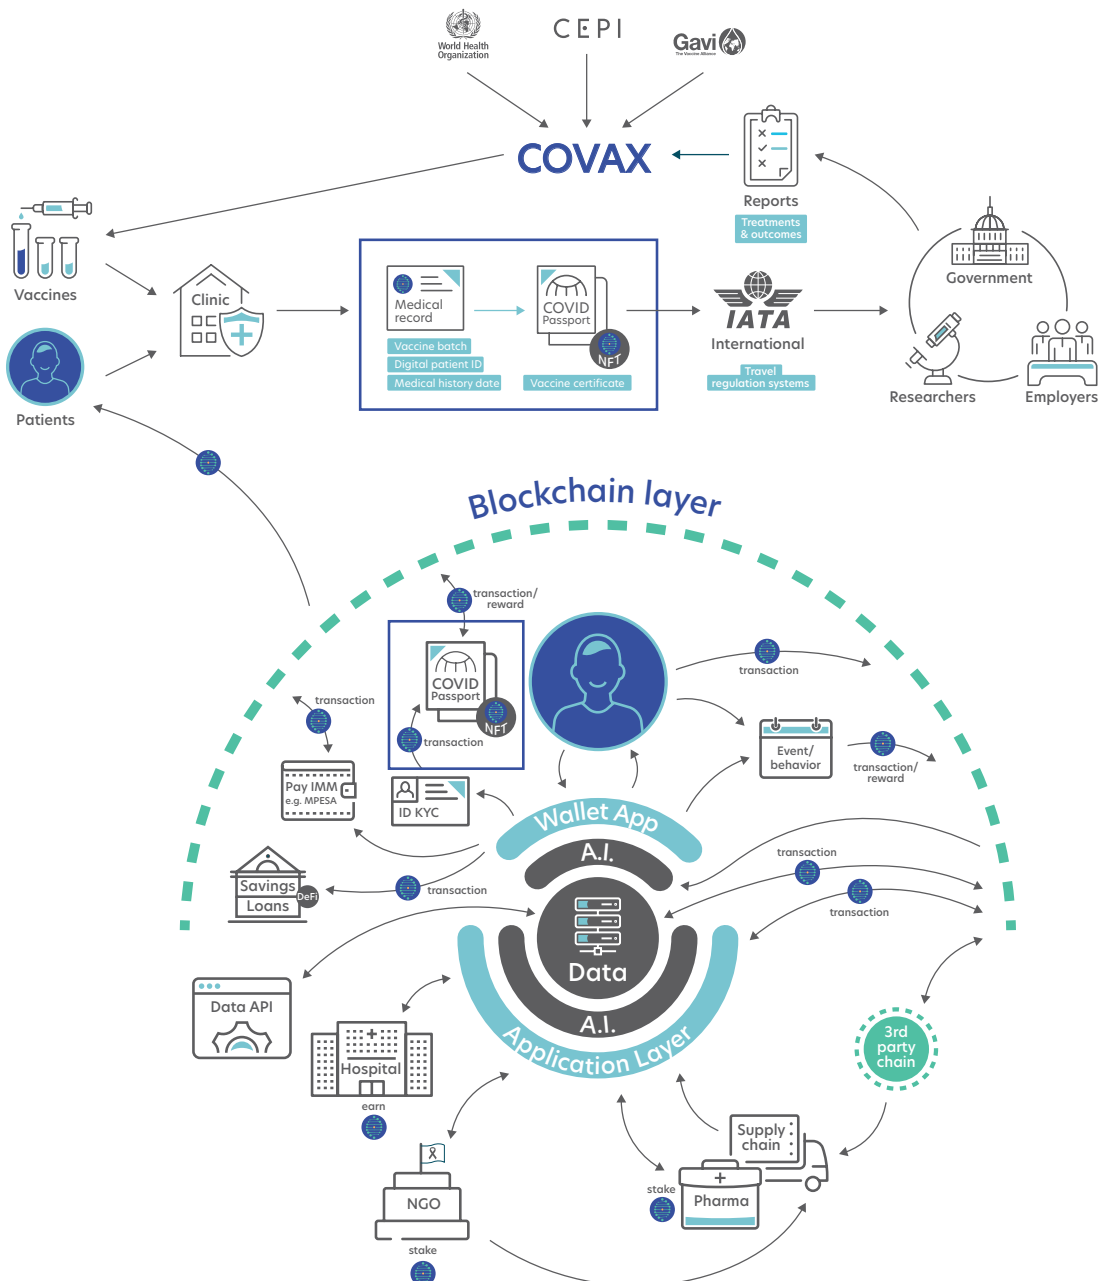 World Health
Organization
CEPI
Gavi
The Vaccine Alliance
COVAX
Reports
Treatments
& outcomes
Vaccines
Clinic
Medical
record
Vaccine batch
Digital patient ID
Medical history date
COVID
Passport
NFT
Vaccine certificate
IATA
International
Travel
regulation systems
Government
Researchers
Employers
Patients
Blockchain layer
transaction/
reward
COVID
Passport
NFT
transaction
transaction
transaction
Pay IMM
e.g. MPESA
ID KYC
Event/
behavior
transaction/
reward
Wallet App
A.I.
Savings
Loans
DeFi
transaction
transaction
transaction
Data
A.I.
Application Layer
Data API
Hospital
earn
3rd
party
chain
Supply
chain
Pharma
stake
NGO
stake